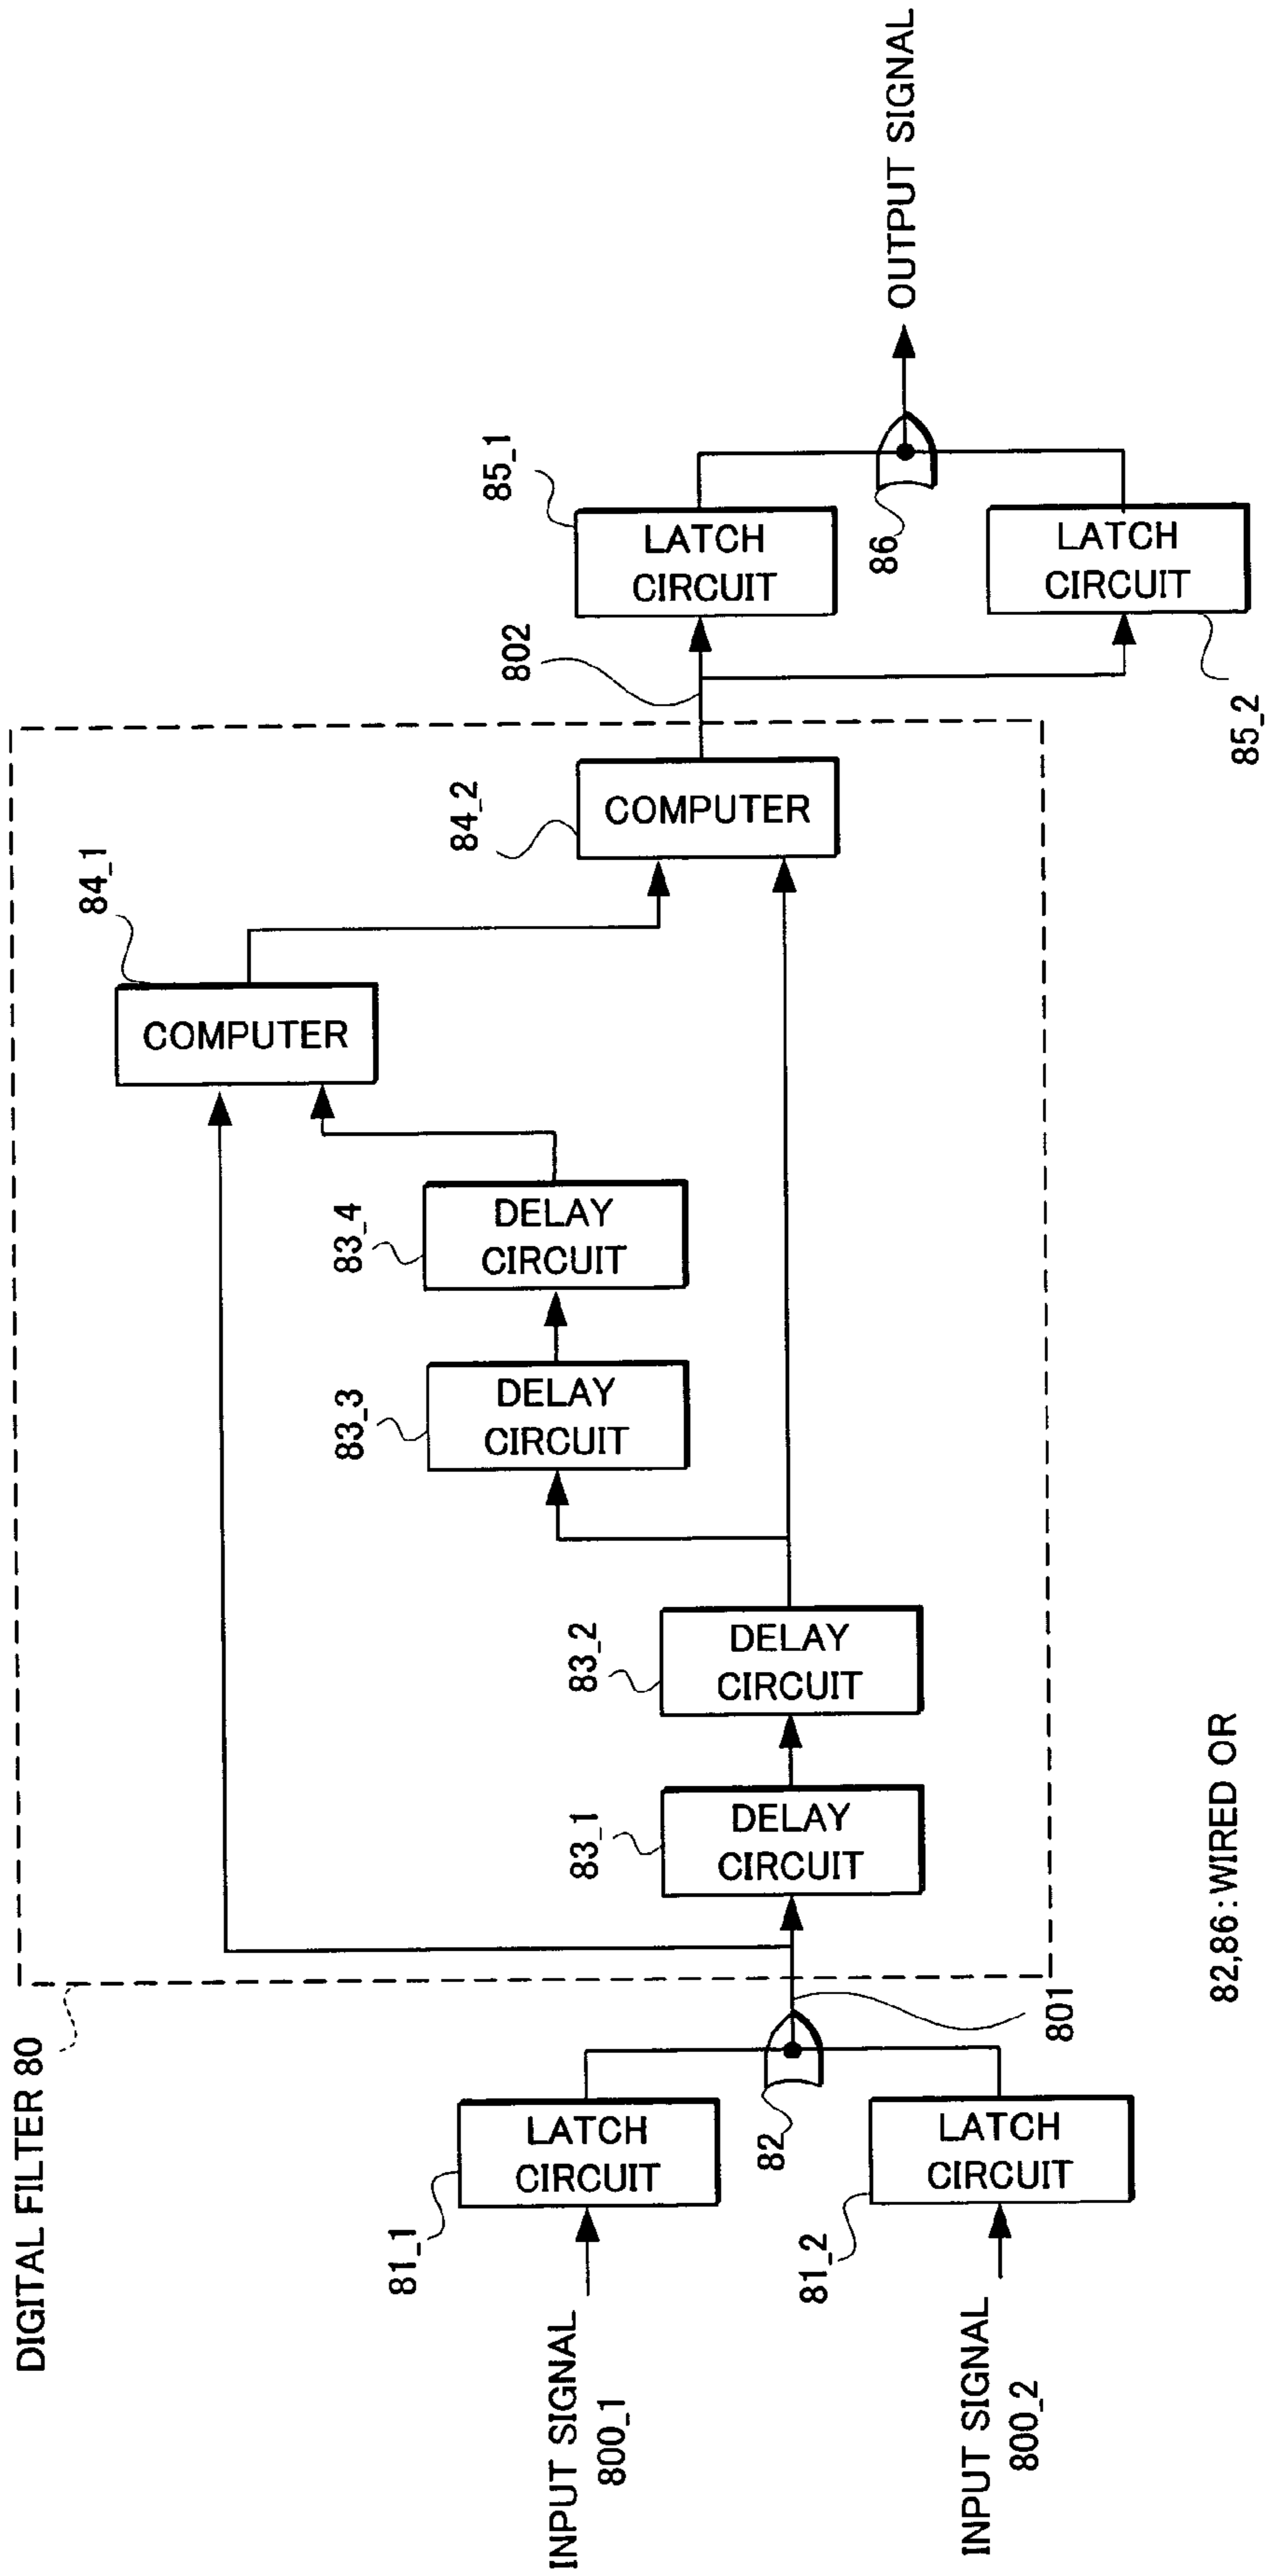 DIGITAL FILTER 80
INPUT SIGNAL
800_1
INPUT SIGNAL
800_2
81_1
LATCH
CIRCUIT
81_2
LATCH
CIRCUIT
82
801
83_1
DELAY
CIRCUIT
83_2
DELAY
CIRCUIT
83_3
DELAY
CIRCUIT
83_4
DELAY
CIRCUIT
84_1
COMPUTER
84_2
COMPUTER
802
85_1
LATCH
CIRCUIT
85_2
LATCH
CIRCUIT
86
OUTPUT SIGNAL
82,86:WIRED OR